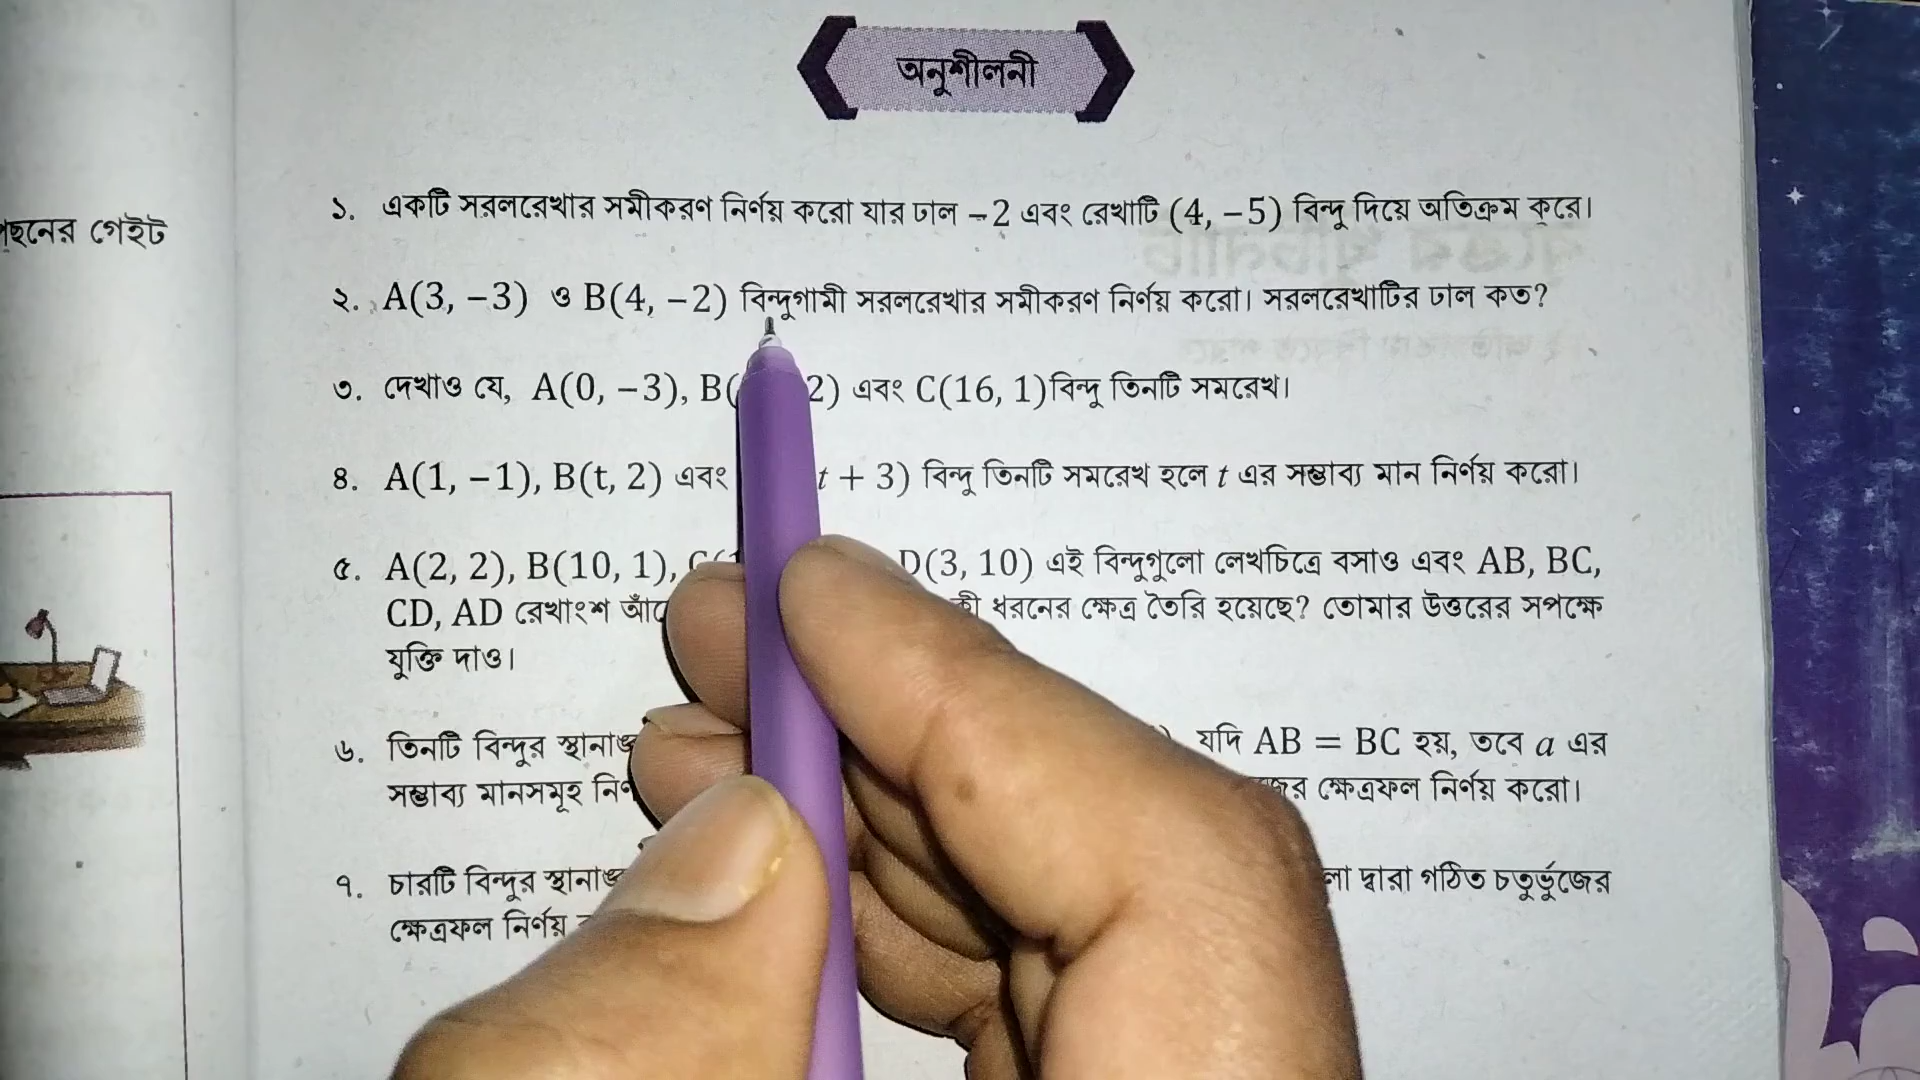 অনুশীলনী
পছনের গেইট
১. একটি সরলরেখার সমীকরণ নির্ণয় করো যার ঢাল −2 এবং রেখাটি (4, −5) বিন্দু দিয়ে অতিক্রম করে।
২. A(3, −3) ও B(4, −2) বিন্দুগামী সরলরেখার সমীকরণ নির্ণয় করো। সরলরেখাটির ঢাল কত?
৩. দেখাও যে, A(0, −3), B( 2) এবং C(16, 1) বিন্দু তিনটি সমরেখ।
৪. A(1, −1), B(t, 2) এবং t + 3) বিন্দু তিনটি সমরেখ হলে t এর সম্ভাব্য মান নির্ণয় করো।
৫. A(2, 2), B(10, 1), D(3, 10) এই বিন্দুগুলো লেখচিত্রে বসাও এবং AB, BC,
CD, AD রেখাংশ ধরনের ক্ষেত্র তৈরি হয়েছে? তোমার উত্তরের সপক্ষে
যুক্তি দাও।
৬. তিনটি বিন্দুর যদি AB = BC হয়, তবে a এর
সম্ভাব্য মানসমূহ ক্ষেত্রফল নির্ণয় করো।
৭. চারটি বিন্দুর দ্বারা গঠিত চতুর্ভুজের
ক্ষেত্রফল নির্ণয়